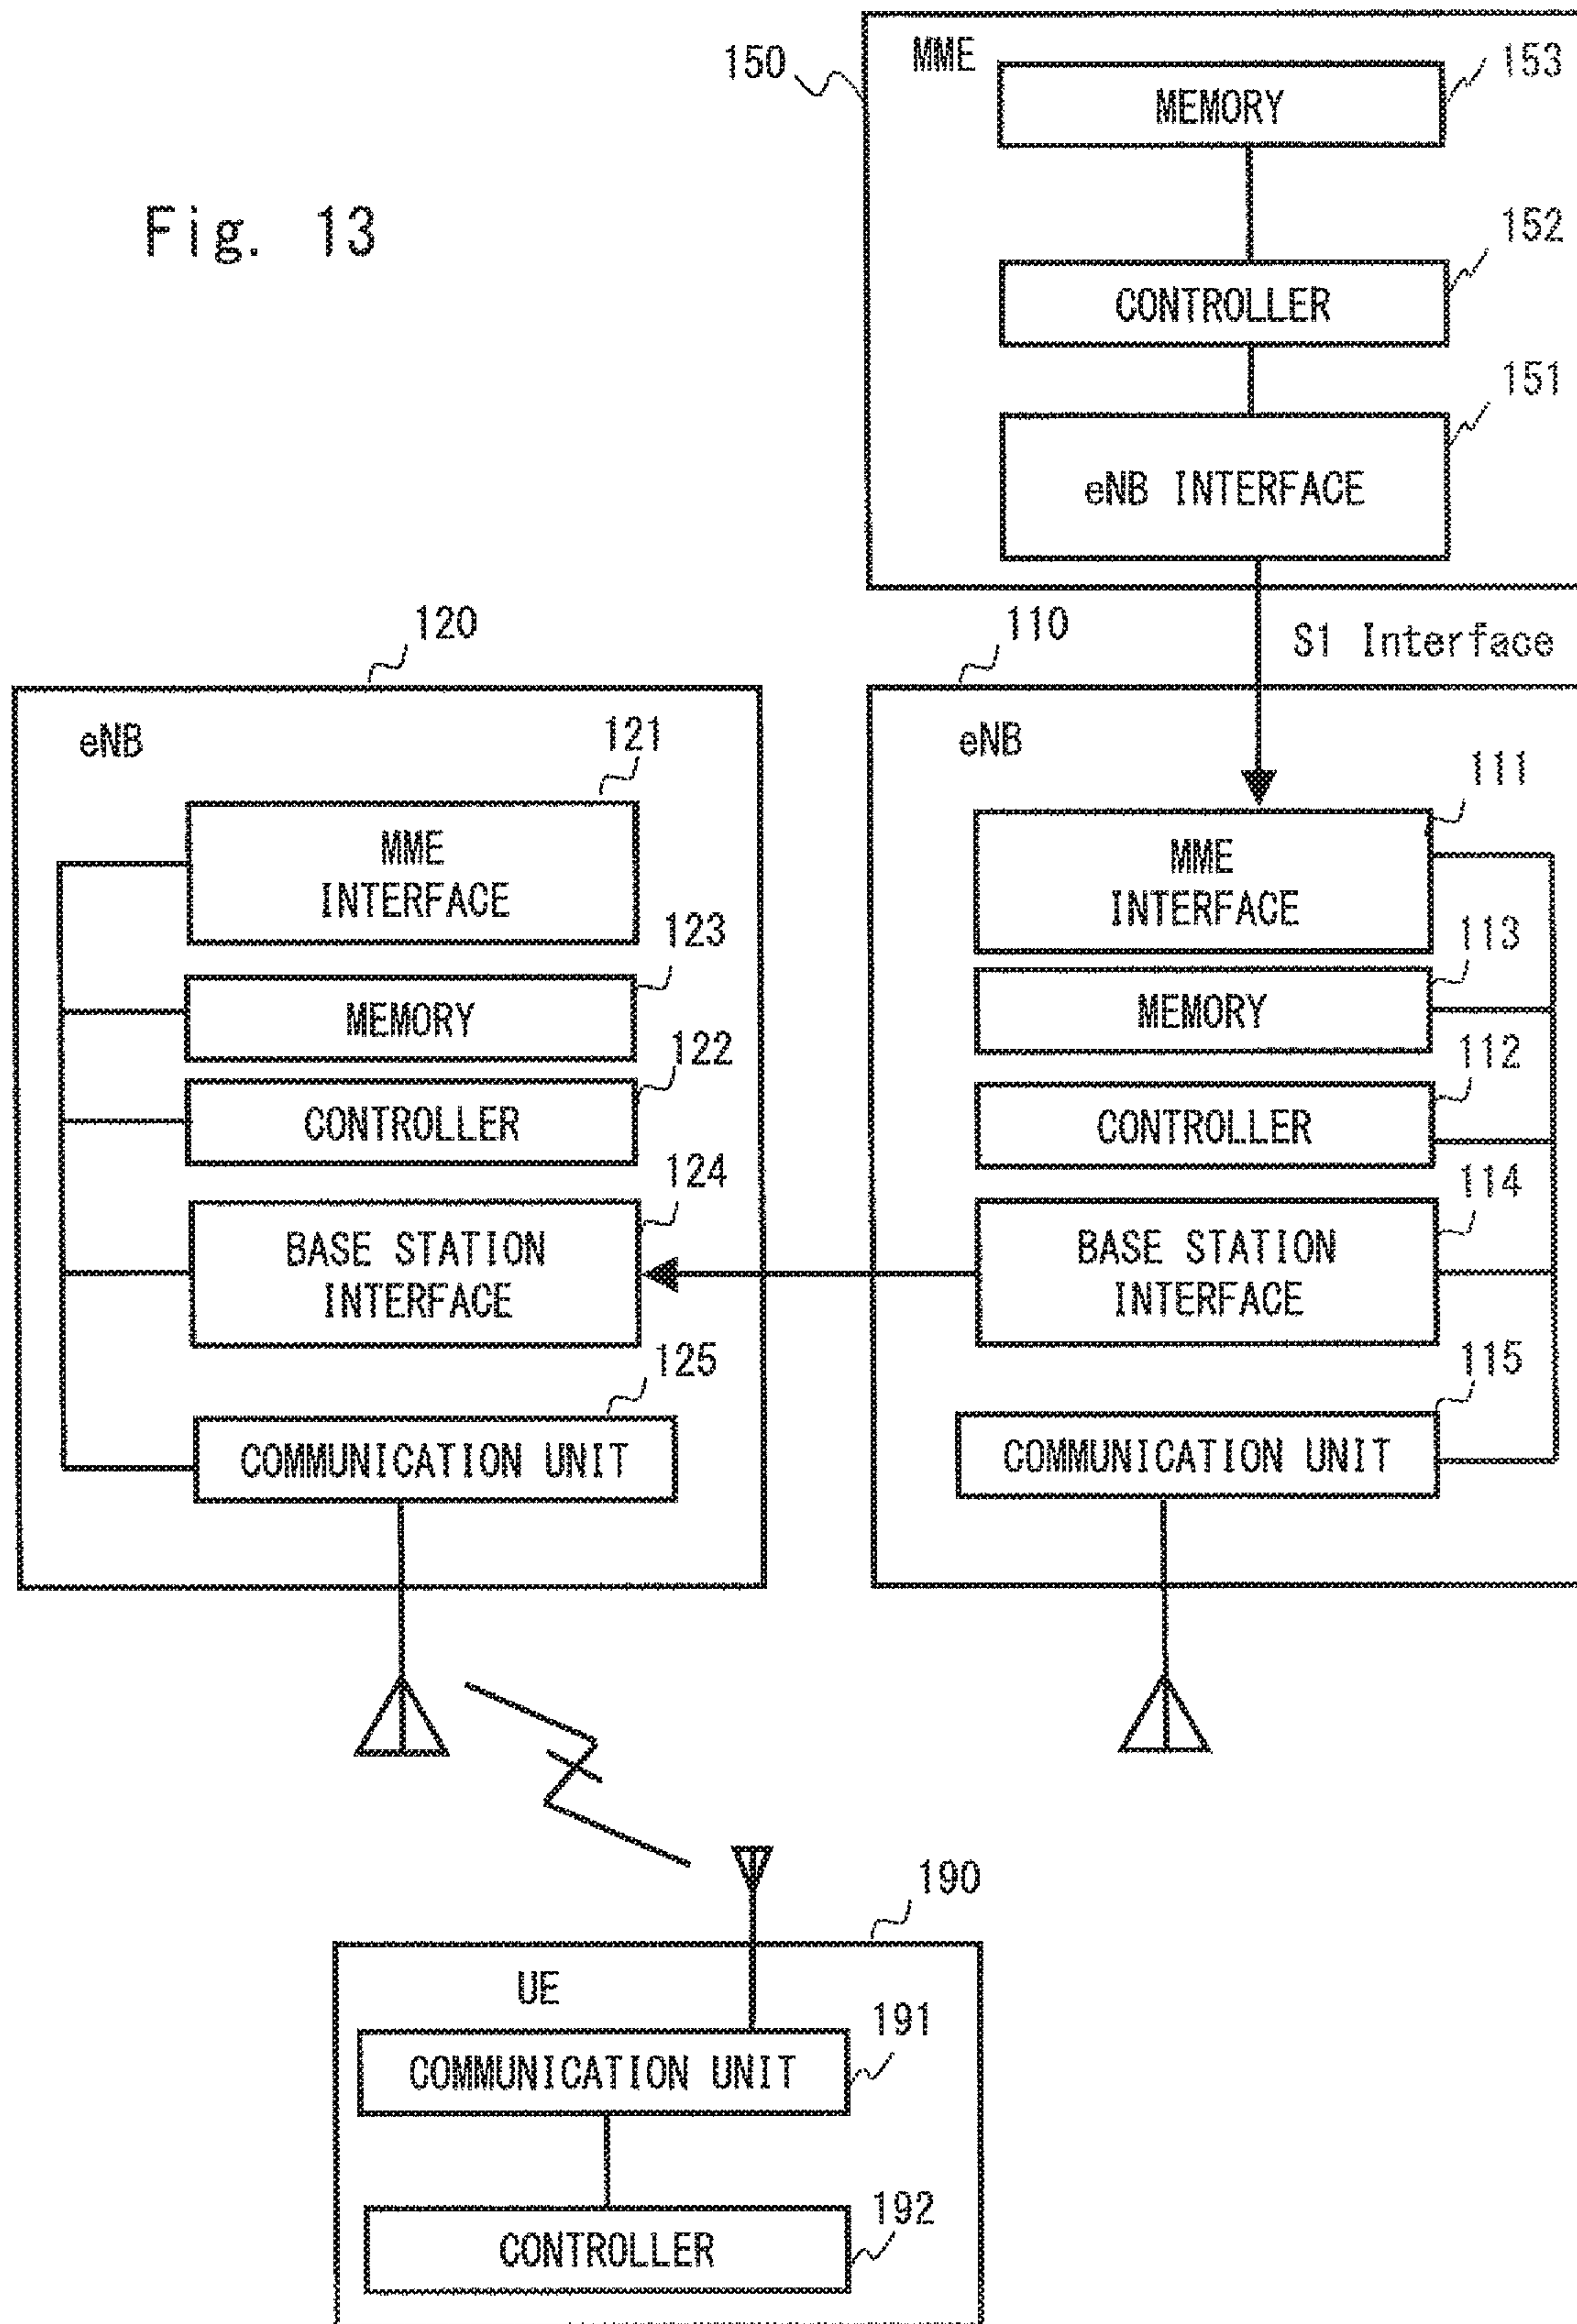 Fig. 13
150
MME
153
MEMORY
152
CONTROLLER
151
eNB INTERFACE
S1 Interface
120
eNB
121
MME
INTERFACE
123
MEMORY
122
CONTROLLER
124
BASE STATION
INTERFACE
125
COMMUNICATION UNIT
110
eNB
111
MME
INTERFACE
113
MEMORY
112
CONTROLLER
114
BASE STATION
INTERFACE
115
COMMUNICATION UNIT
190
UE
191
COMMUNICATION UNIT
192
CONTROLLER